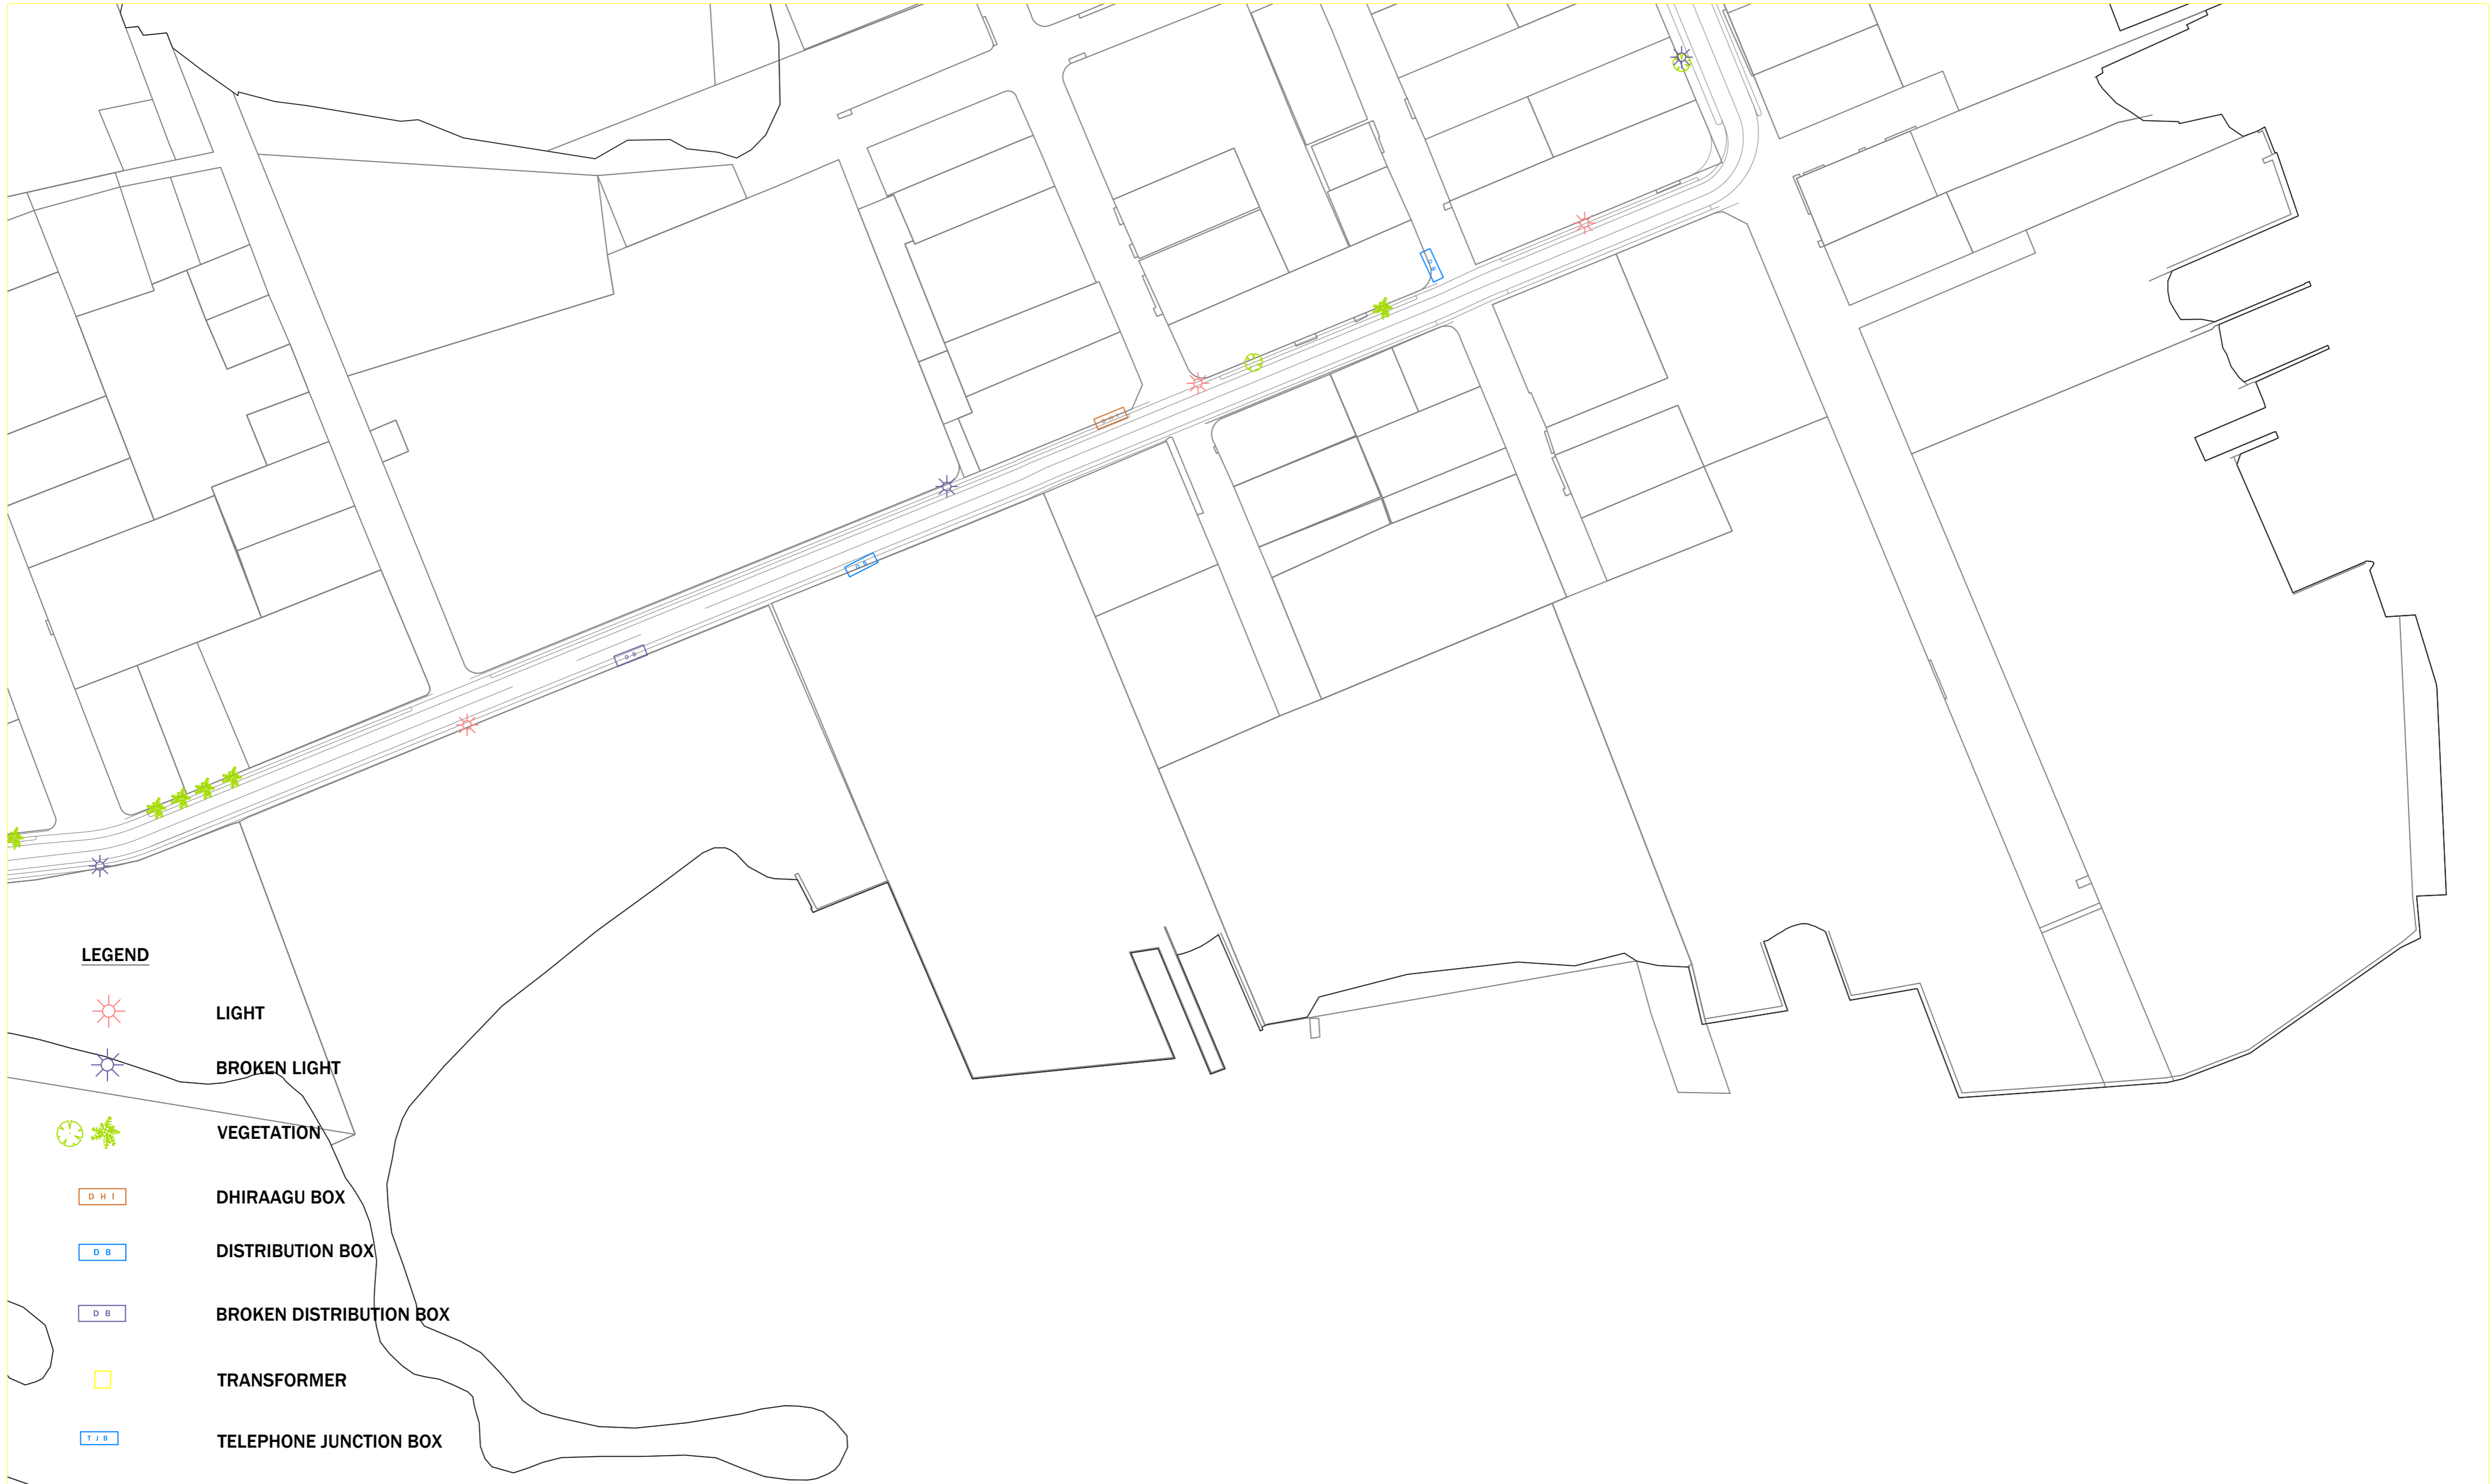 D B
D H I
D B
D B
LEGEND
LIGHT
BROKEN LIGHT
VEGETATION
D H I DHIRAAGU BOX
D B DISTRIBUTION BOX
D B BROKEN DISTRIBUTION BOX
TRANSFORMER
T J B TELEPHONE JUNCTION BOX